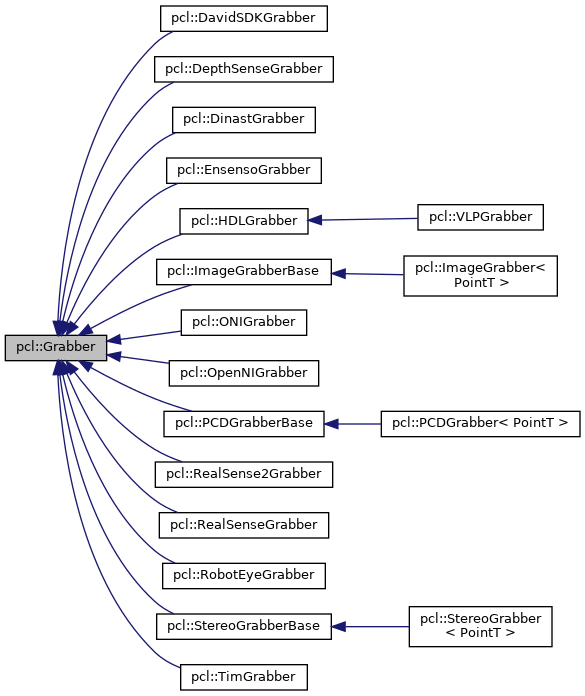 pcl::DavidSDKGrabber
pcl::DepthSenseGrabber
pcl::DinastGrabber
pcl::EnsensoGrabber
pcl::HDLGrabber
pcl::VLPGrabber
pcl::ImageGrabberBase
pcl::ImageGrabber<
PointT >
pcl::ONIGrabber
pcl::Grabber
pcl::OpenNIGrabber
pcl::PCDGrabberBase
pcl::PCDGrabber< PointT >
pcl::RealSense2Grabber
pcl::RealSenseGrabber
pcl::RobotEyeGrabber
pcl::StereoGrabberBase
pcl::StereoGrabber
< PointT >
pcl::TimGrabber